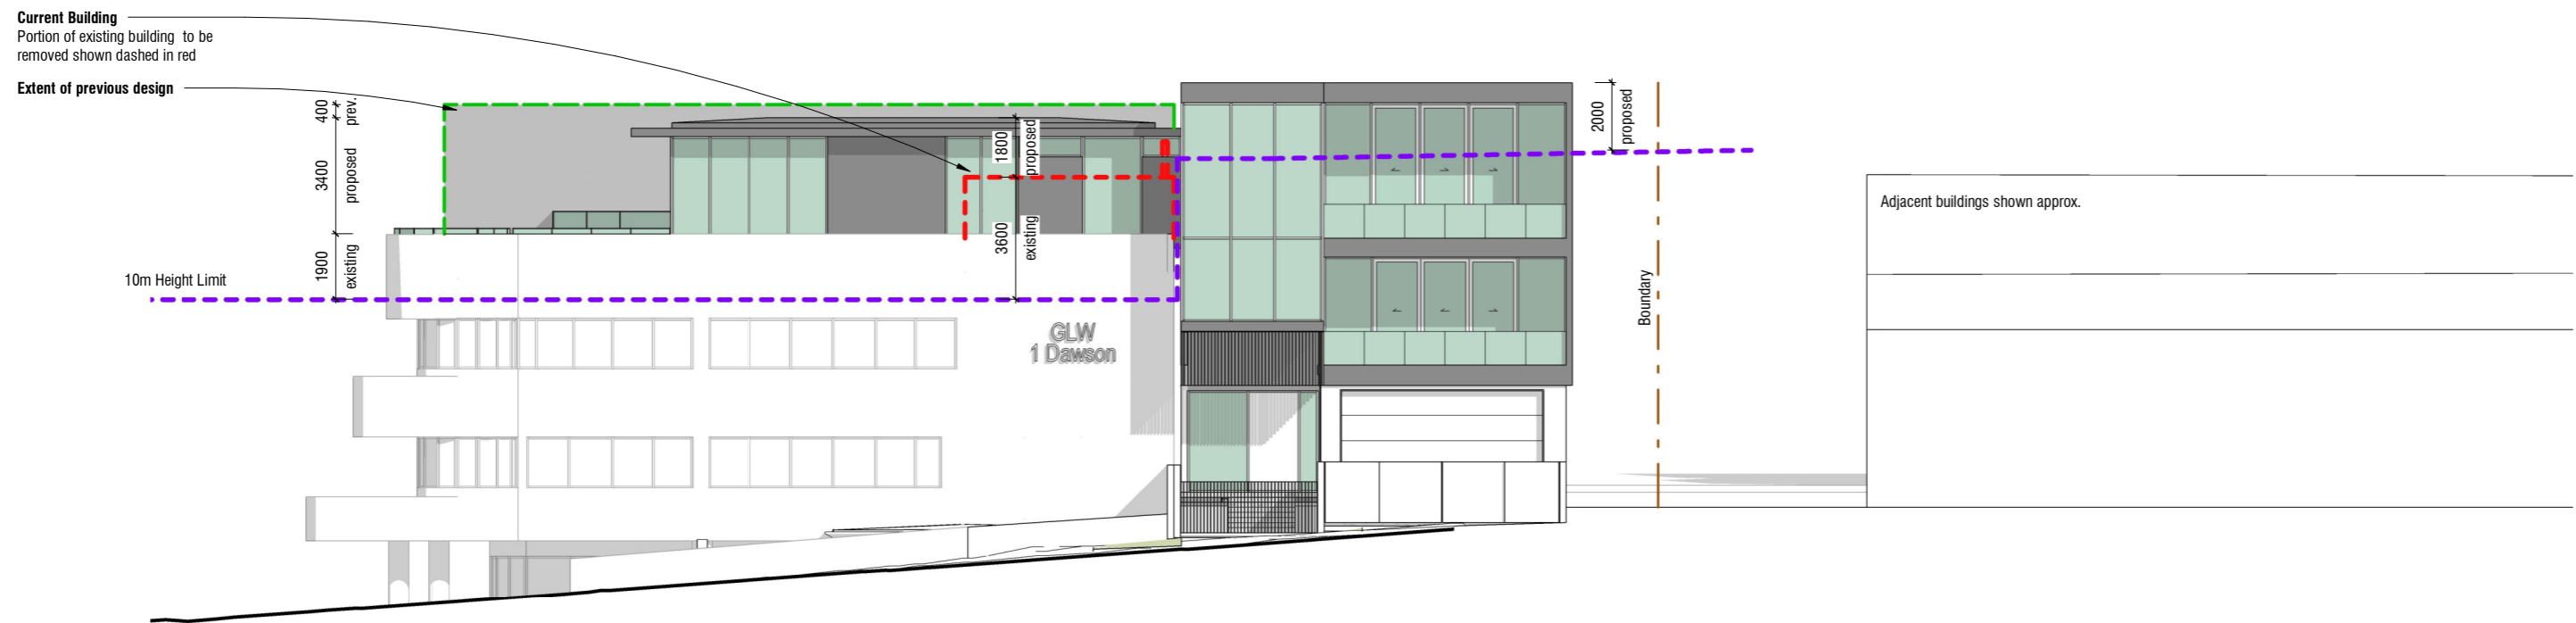 Current Building
Portion of existing building to be
removed shown dashed in red
Extent of previous design
400
prev.
3400
proposed
1900
existing
10m Height Limit
1800
proposed
3600
existing
GLW
1 Dawson
2000
proposed
Boundary
Adjacent buildings shown approx.